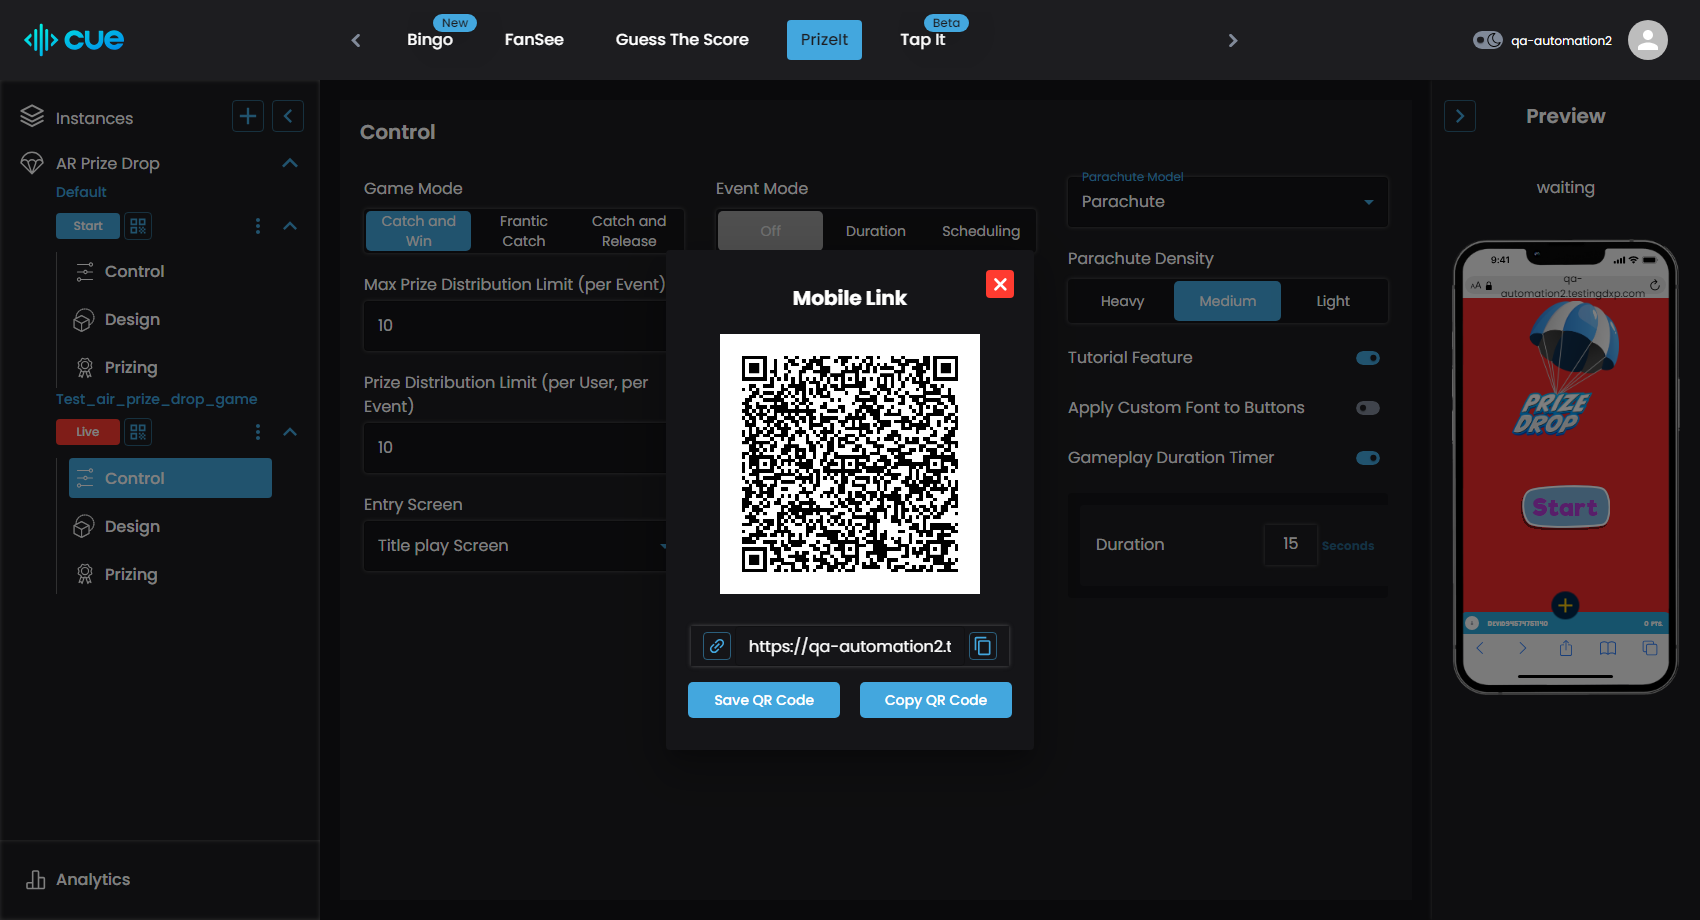 cue
Bingo
New
FanSee
Guess The Score
PrizeIt
Tap It
Beta
qa-automation2
Instances
AR Prize Drop
Default
Start
Control
Design
Prizing
Test_air_prize_drop_game
Live
Control
Design
Prizing
Analytics
Control
Game Mode
Catch and Win
Frantic Catch
Catch and Release
Max Prize Distribution Limit (per Event)
10
Prize Distribution Limit (per User, per
Event)
10
Entry Screen
Title play Screen
Event Mode
Off
Duration
Scheduling
Mobile Link
https://qa-automation2.t
Save QR Code
Copy QR Code
Parachute Model
Parachute
Parachute Density
Heavy
Medium
Light
Tutorial Feature
Apply Custom Font to Buttons
Gameplay Duration Timer
Duration
15
Seconds
Preview
waiting
9:41
AA
qa-
automation2.testingdxp.com
PRIZE
DROP
Start
0 PTS.